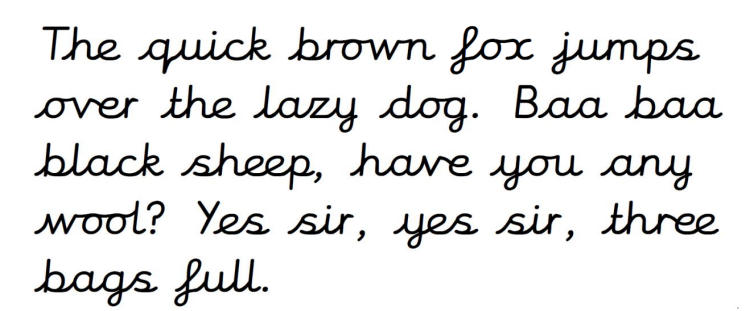 The quick brown fox jumps
over the lazy dog. Baa baa
black sheep, have you any
wool? Yes sir, yes sir, three
bags full.